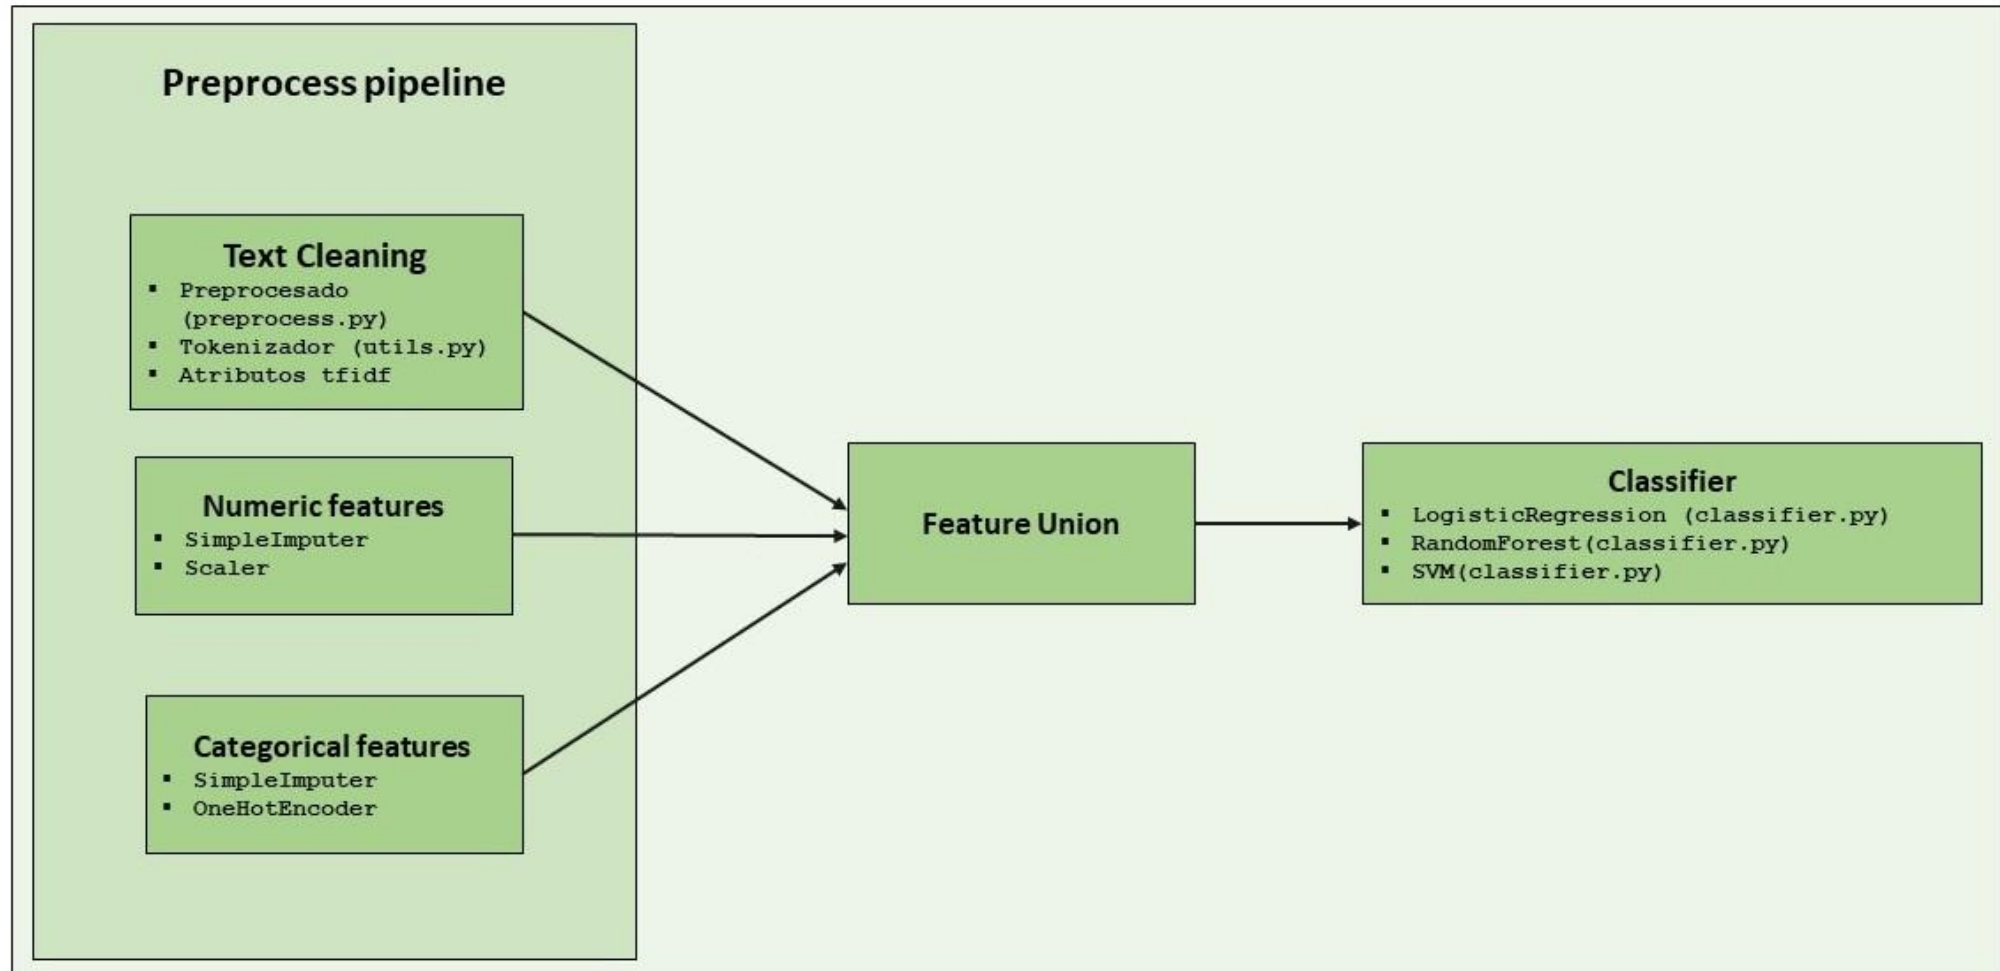 Preprocess pipeline
Text Cleaning
▪ Preprocesado
(preprocess.py)
▪ Tokenizador (utils.py)
▪ Atributos tfidf
Numeric features
▪ SimpleImputer
▪ Scaler
Categorical features
▪ SimpleImputer
▪ OneHotEncoder
Feature Union
Classifier
▪ LogisticRegression (classifier.py)
▪ RandomForest(classifier.py)
▪ SVM(classifier.py)